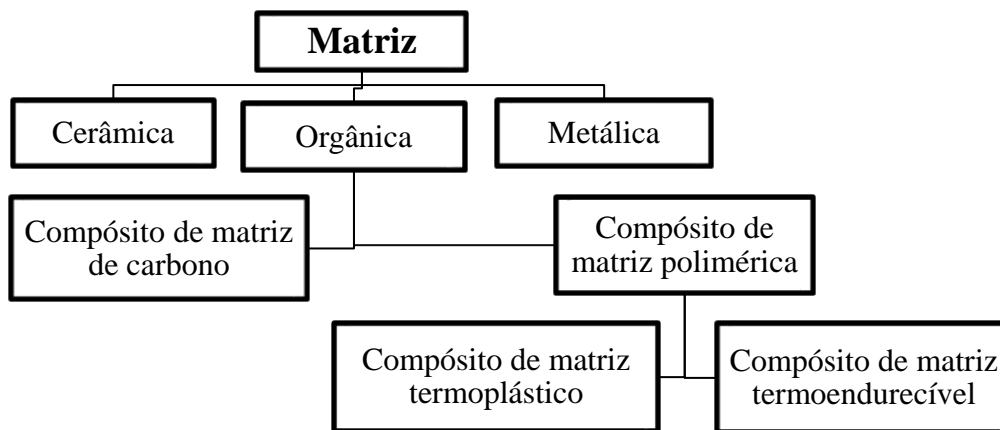 Matriz
Cerâmica
Orgânica
Metálica
Compósito de matriz
de carbono
Compósito de
matriz polimérica
Compósito de matriz
termoplástico
Compósito de matriz
termoendurecível